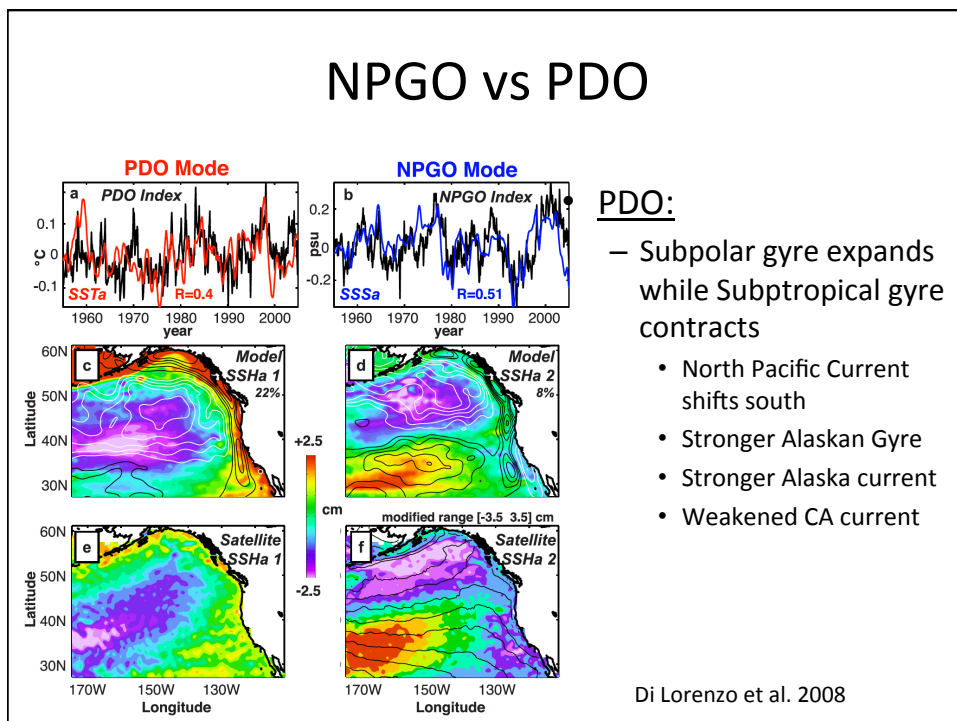 NPGO vs PDO
PDO Mode
NPGO Mode
a
PDO Index
0.1
0
-0.1
°C
SSTa
R=0.4
1960 1970 1980 1990 2000
year
b
NPGO Index
0.2
0
-0.2
psu
SSSa
R=0.51
1960 1970 1980 1990 2000
year
60N
50N
40N
30N
Latitude
c
Model
SSHa 1
22%
d
Model
SSHa 2
8%
+2.5
cm
-2.5
modified range [-3.5 3.5] cm
60N
50N
40N
30N
Latitude
e
Satellite
SSHa 1
f
Satellite
SSHa 2
170W 150W 130W
Longitude
170W 150W 130W
Longitude
PDO:
– Subpolar gyre expands
while Subptropical gyre
contracts
• North Pacific Current
shifts south
• Stronger Alaskan Gyre
• Stronger Alaska current
• Weakened CA current
Di Lorenzo et al. 2008